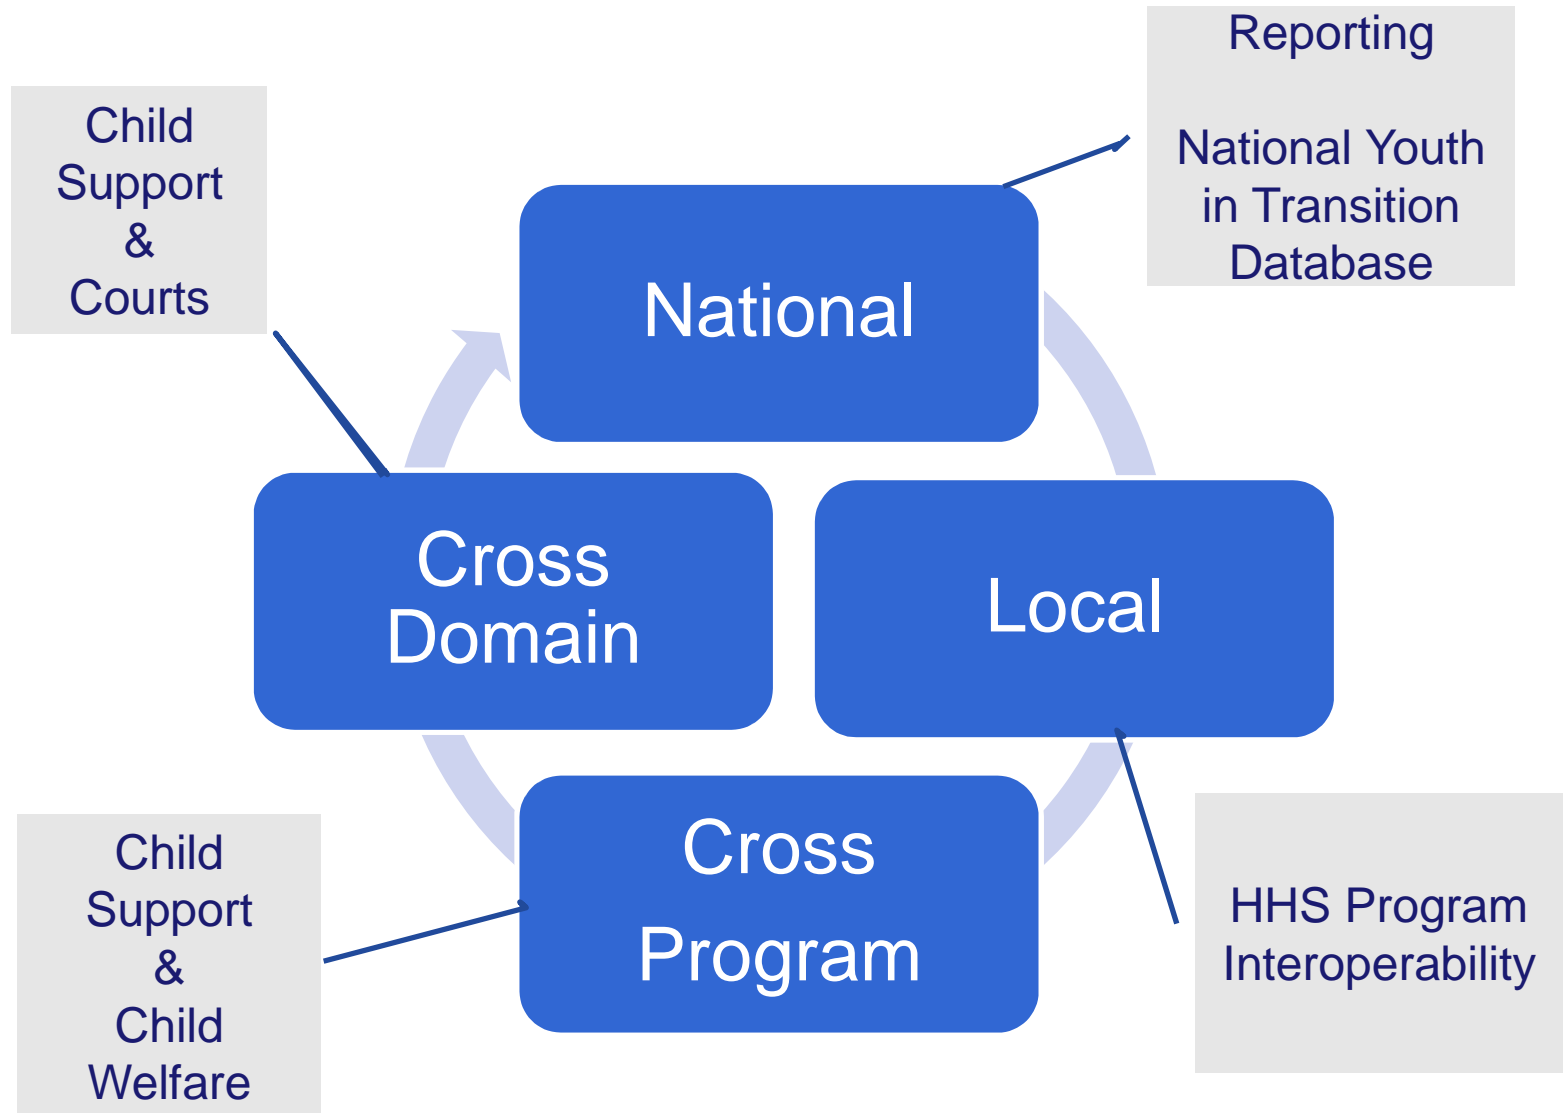 Reporting
National Youth
in Transition
Database
Child
Support
&
Courts
National
Cross
Domain
Local
Cross
Program
Child
Support
&
Child
Welfare
HHS Program
Interoperability